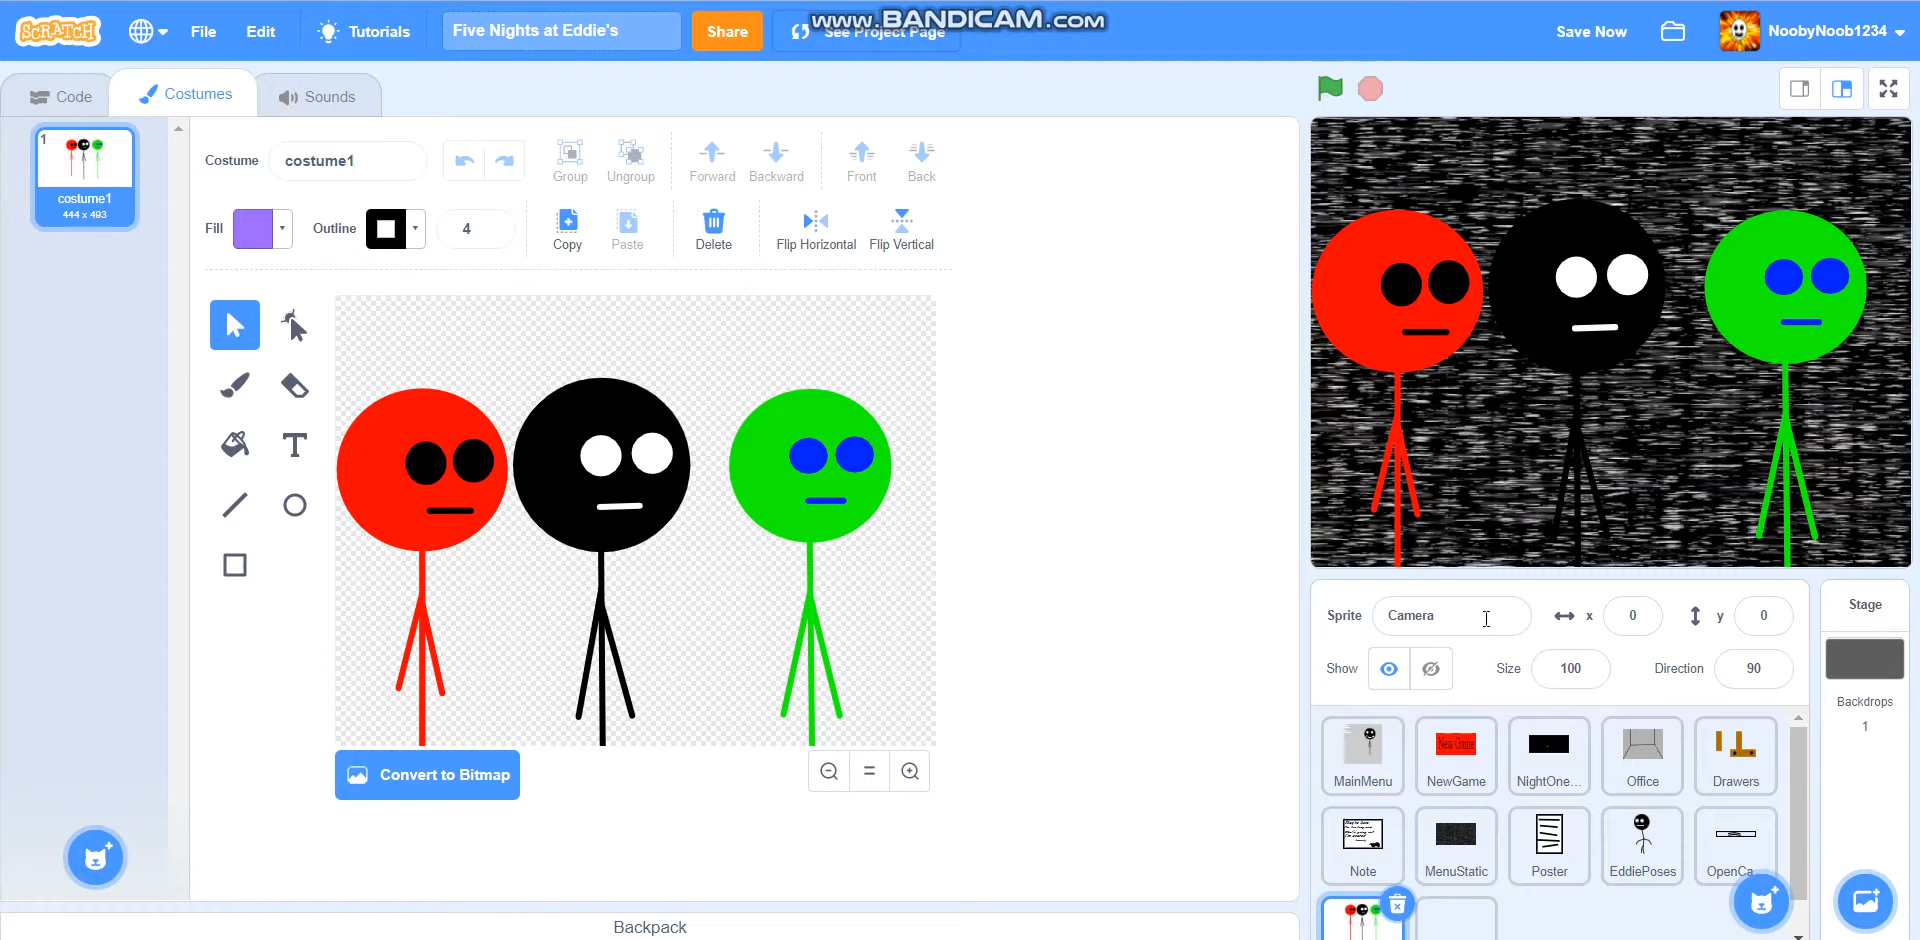 SCRATCH
File
Edit
Tutorials
Five Nights at Eddie's
Share
See Project Page
www.BANDICAM.com
Save Now
NoobyNoob1234
Code
Costumes
Sounds
1
costume1
444 x 493
Costume
costume1
Group
Ungroup
Forward
Backward
Front
Back
Fill
Outline
4
Copy
Paste
Delete
Flip Horizontal
Flip Vertical
Convert to Bitmap
Backpack
Sprite
Camera
x
0
y
0
Show
Size
100
Direction
90
Stage
Backdrops
1
MainMenu
New Game
NewGame
NightOne...
Office
Drawers
Note
MenuStatic
Poster
EddiePoses
OpenCa...